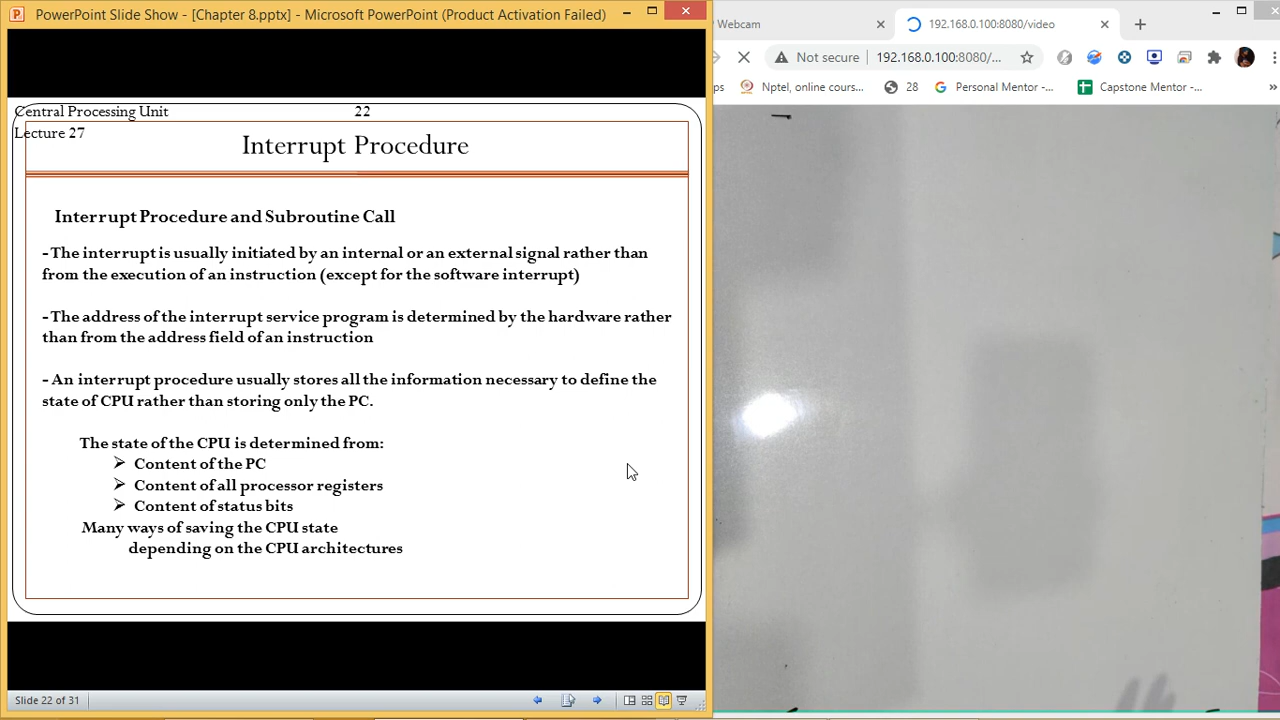 PowerPoint Slide Show - [Chapter 8.pptx] - Microsoft PowerPoint (Product Activation Failed)
Central Processing Unit 22
Lecture 27
Interrupt Procedure
Interrupt Procedure and Subroutine Call
- The interrupt is usually initiated by an internal or an external signal rather than
from the execution of an instruction (except for the software interrupt)
- The address of the interrupt service program is determined by the hardware rather
than from the address field of an instruction
- An interrupt procedure usually stores all the information necessary to define the
state of CPU rather than storing only the PC.
The state of the CPU is determined from:
➢ Content of the PC
➢ Content of all processor registers
➢ Content of status bits
Many ways of saving the CPU state
depending on the CPU architectures
Slide 22 of 31
Webcam
192.168.0.100:8080/video
Not secure
192.168.0.100:8080/...
ps
Nptel, online cours...
28
Personal Mentor -...
Capstone Mentor -...